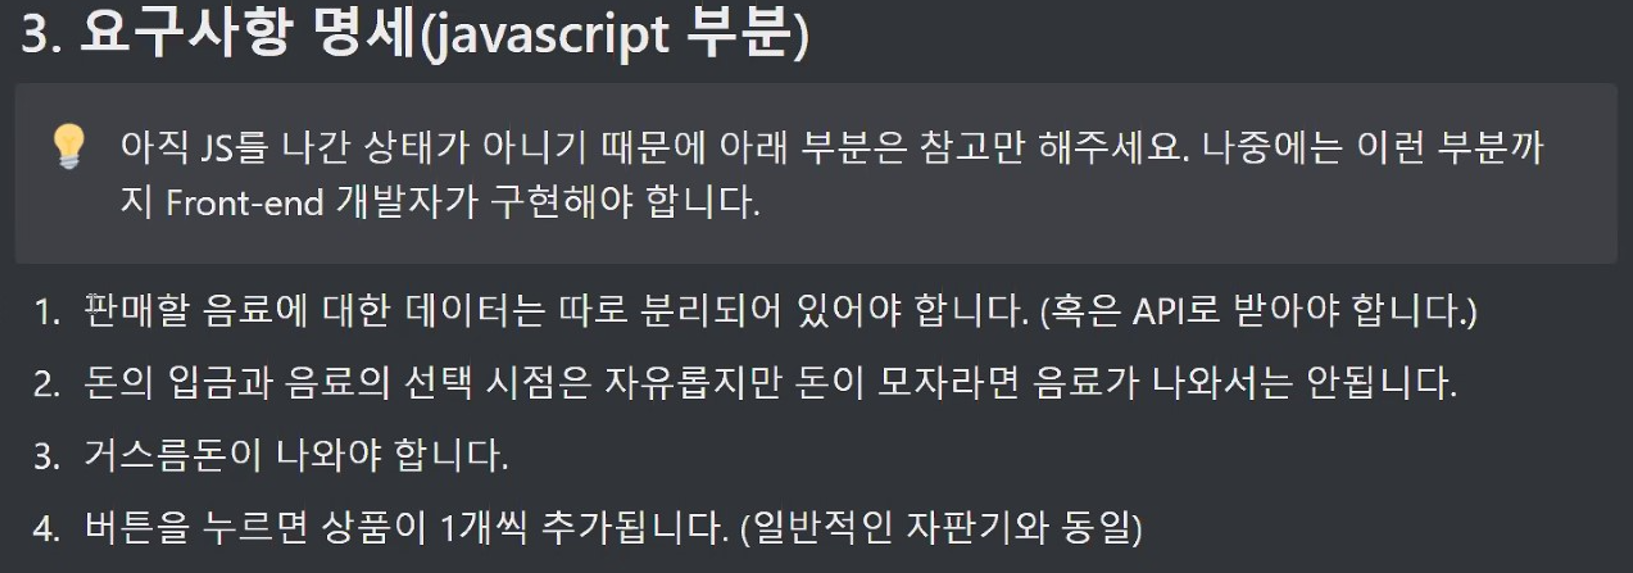 3. 요구사항 명세(javascript 부분)
아직 JS를 나간 상태가 아니기 때문에 아래 부분은 참고만 해주세요. 나중에는 이런 부분까
지 Front-end 개발자가 구현해야 합니다.
1. 판매할 음료에 대한 데이터는 따로 분리되어 있어야 합니다. (혹은 API로 받아야 합니다.)
2. 돈의 입금과 음료의 선택 시점은 자유롭지만 돈이 모자라면 음료가 나와서는 안됩니다.
3. 거스름돈이 나와야 합니다.
4. 버튼을 누르면 상품이 1개씩 추가됩니다. (일반적인 자판기와 동일)